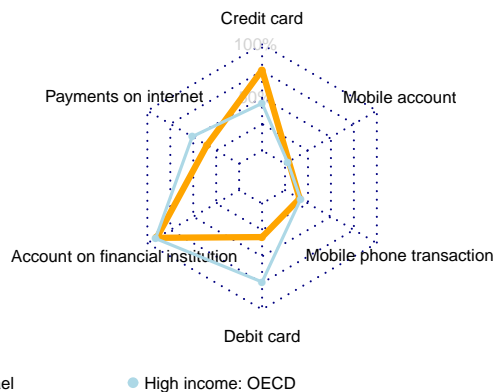 Credit card
100%
Payments on internet
Mobile account
Account on financial institution
Mobile phone transaction
Debit card
High income: OECD